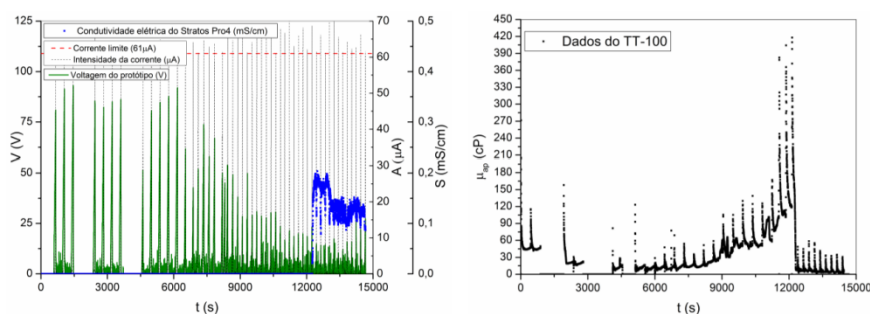 Condutividade elétrica do Stratos Pro4 (mS/cm)
Corrente limite (61µA)
Intensidade da corrente (µA)
Voltagem do protótipo (V)
125
100
75
50
25
0
V (V)
70
60
50
40
30
20
10
0
A (µA)
0,5
0,4
0,3
0,2
0,1
0,0
S (mS/cm)
0 3000 6000 9000 12000 15000
t (s)
Dados do TT-100
450
420
390
360
330
300
270
240
210
180
150
120
90
60
30
0
µap (cP)
0 3000 6000 9000 12000 15000
t (s)